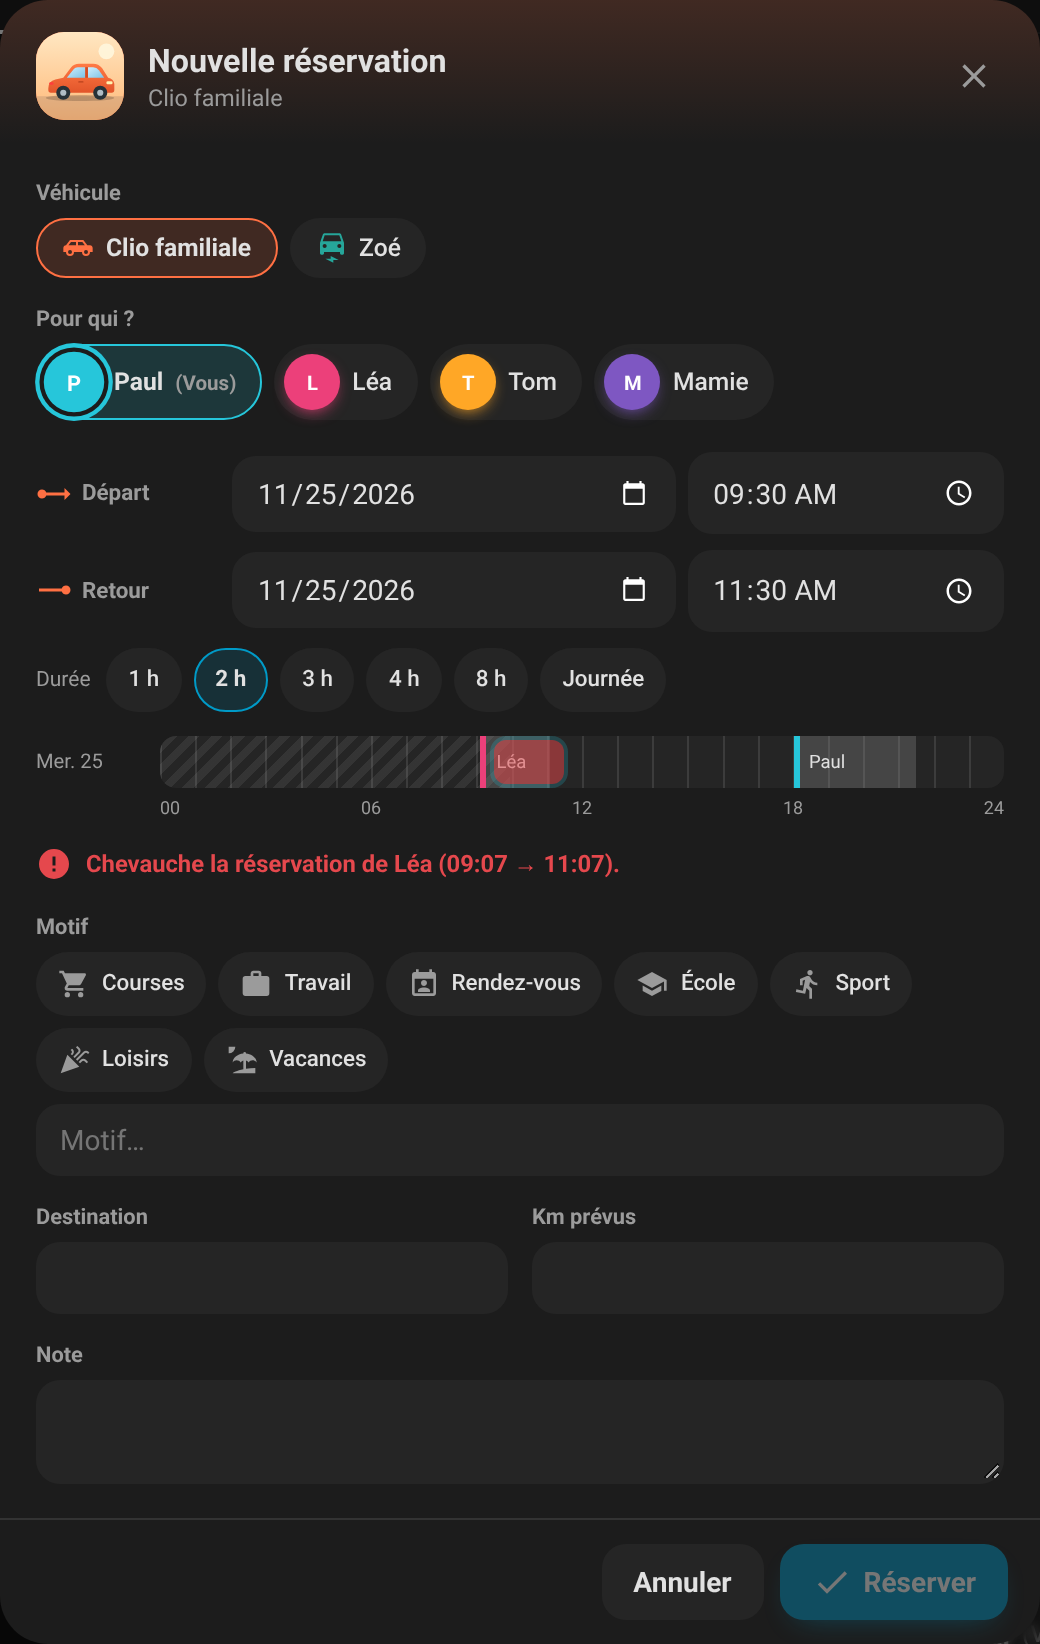 Nouvelle réservation
Clio familiale
Véhicule
Clio familiale
Zoé
Pour qui ?
P Paul (Vous)
L Léa
T Tom
M Mamie
Départ
11/25/2026
09:30 AM
Retour
11/25/2026
11:30 AM
Durée 1 h 2 h 3 h 4 h 8 h Journée
Mer. 25 Léa Paul
00 06 12 18 24
Chevauche la réservation de Léa (09:07 → 11:07).
Motif
Courses Travail Rendez-vous École Sport
Loisirs Vacances
Motif…
Destination Km prévus
Note
Annuler Réserver